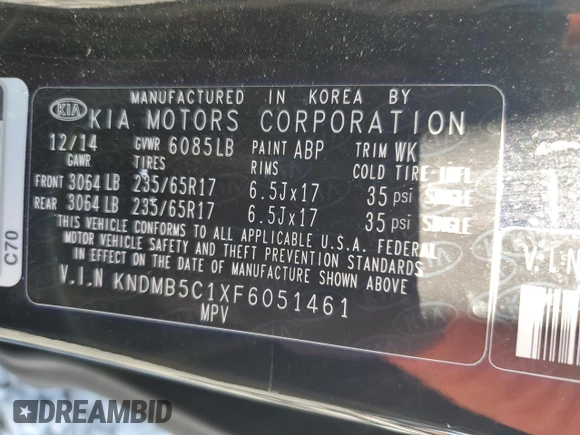 MANUFACTURED IN KOREA BY
KIA KIA MOTORS CORPORATION
12/14 GVWR 6085LB PAINT ABP TRIM WK
GAWR TIRES RIMS COLD TIRE INFL
FRONT 3064 LB 235/65R17 6.5Jx17 35 psi SINGLE
REAR 3064 LB 235/65R17 6.5Jx17 35 psi SINGLE
THIS VEHICLE CONFORMS TO ALL APPLICABLE U.S.A. FEDERAL
MOTOR VEHICLE SAFETY AND THEFT PREVENTION STANDARDS
IN EFFECT ON THE DATE OF MANUFACTURE SHOWN ABOVE
V.I.N KNDMB5C1XF6051461
MPV
C70
V.I.N
DREAMBID